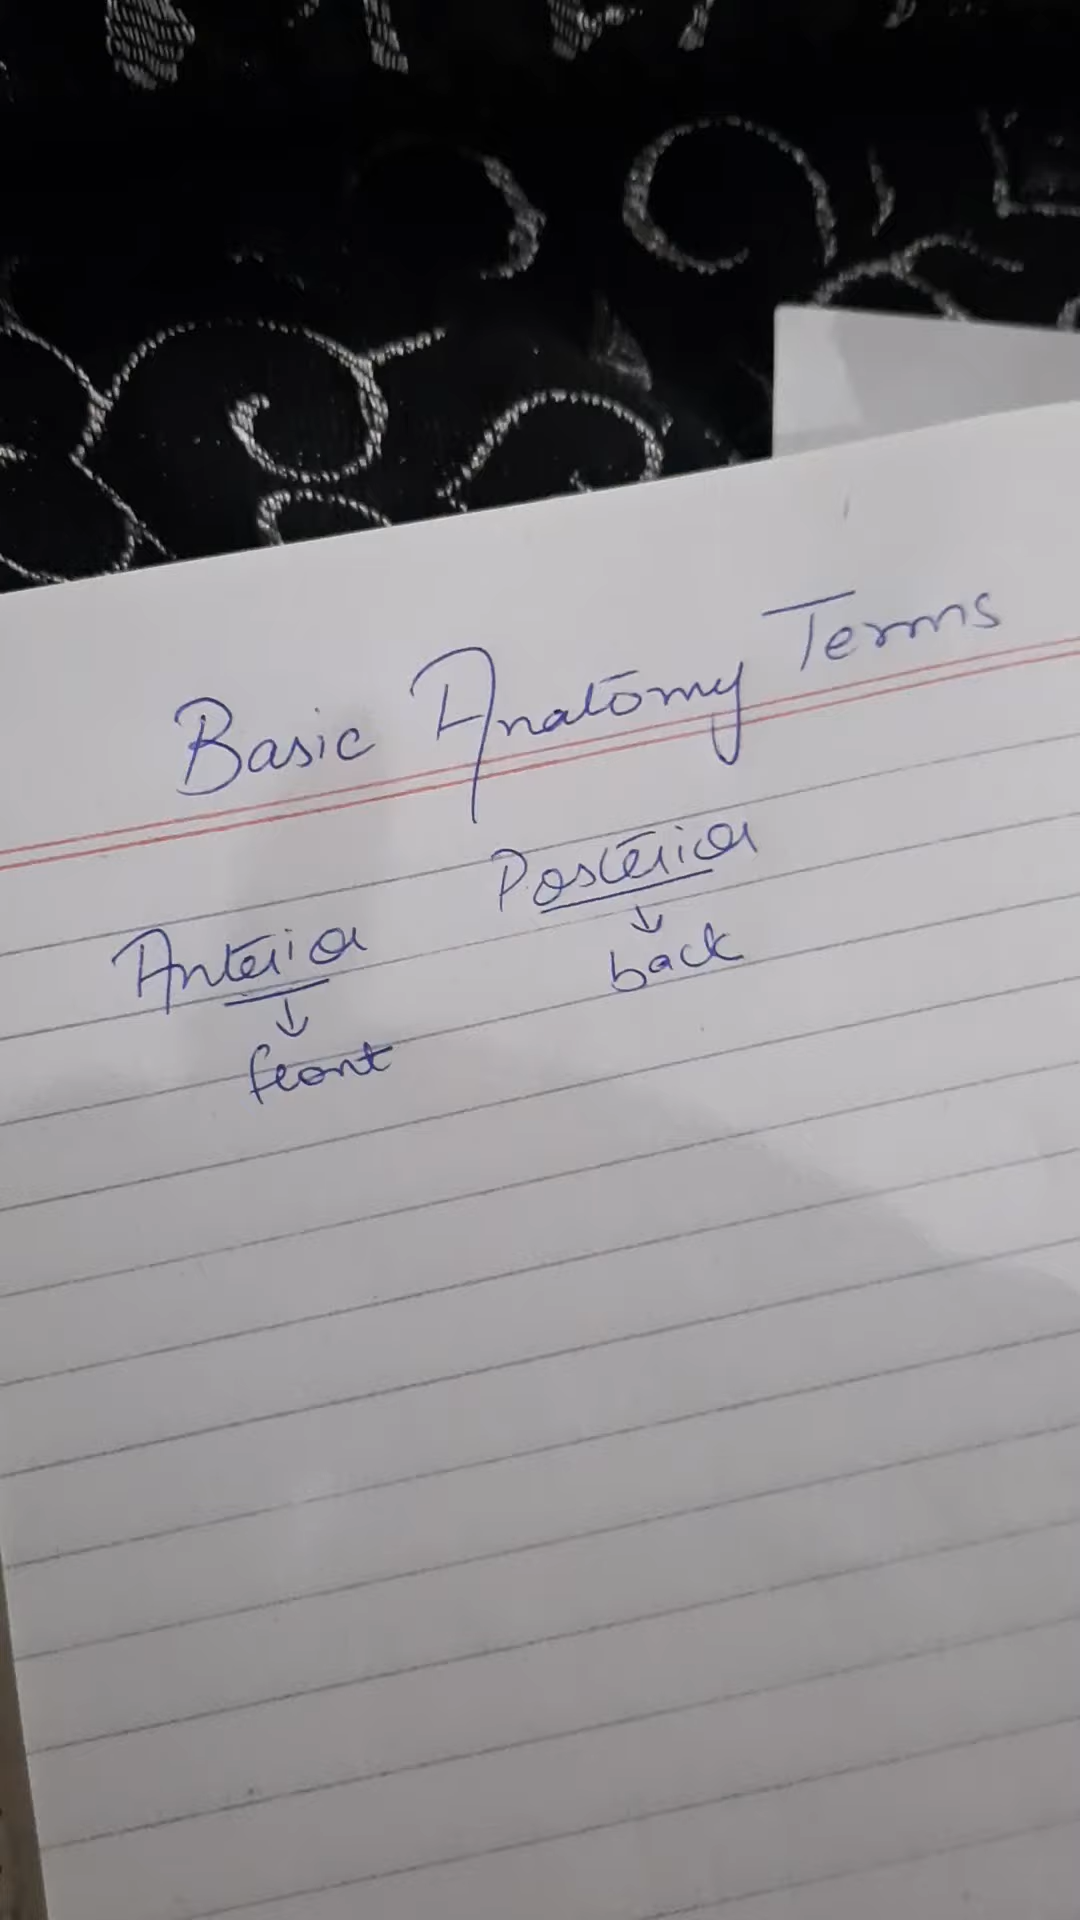 Basic Anatomy Terms
Anterior Posterior
↓ ↓
front back